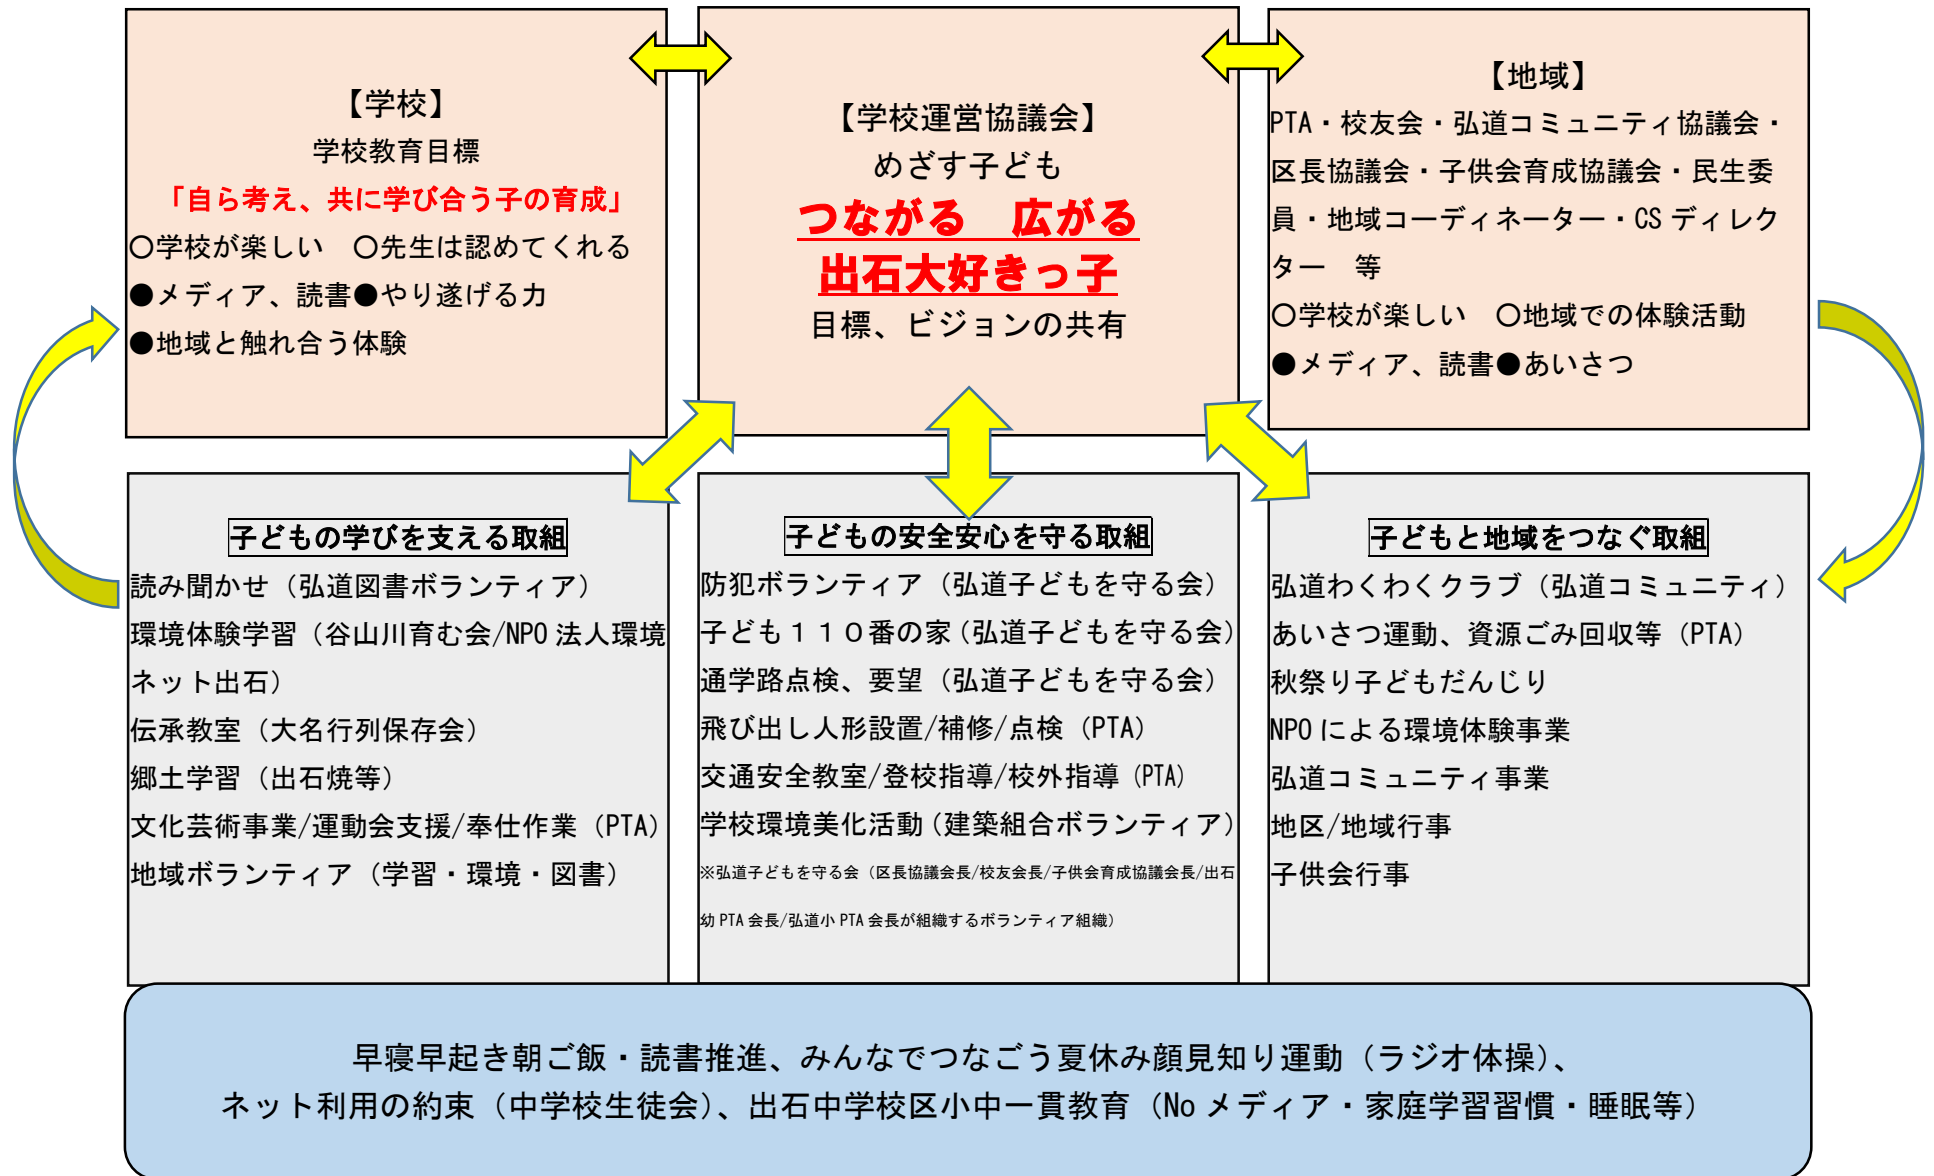 【学校】
学校教育目標
「自ら考え、共に学び合う子の育成」
〇学校が楽しい　〇先生は認めてくれる
●メディア、読書●やり遂げる力
●地域と触れ合う体験
【学校運営協議会】
めざす子ども
つながる　広がる
出石大好きっ子
目標、ビジョンの共有
【地域】
PTA・校友会・弘道コミュニティ協議会・
区長協議会・子供会育成協議会・民生委
員・地域コーディネーター・CSディレク
ター　等
〇学校が楽しい　〇地域での体験活動
●メディア、読書●あいさつ
子どもの学びを支える取組
読み聞かせ（弘道図書ボランティア）
環境体験学習（谷山川育む会/NPO法人環境
ネット出石）
伝承教室（大名行列保存会）
郷土学習（出石焼等）
文化芸術事業/運動会支援/奉仕作業（PTA）
地域ボランティア（学習・環境・図書）
子どもの安全安心を守る取組
防犯ボランティア（弘道子どもを守る会）
子ども１１０番の家（弘道子どもを守る会）
通学路点検、要望（弘道子どもを守る会）
飛び出し人形設置/補修/点検（PTA）
交通安全教室/登校指導/校外指導（PTA）
学校環境美化活動（建築組合ボランティア）
※弘道子どもを守る会（区長協議会長/校友会長/子供会育成協議会長/出石
幼PTA会長/弘道小PTA会長が組織するボランティア組織）
子どもと地域をつなぐ取組
弘道わくわくクラブ（弘道コミュニティ）
あいさつ運動、資源ごみ回収等（PTA）
秋祭り子どもだんじり
NPOによる環境体験事業
弘道コミュニティ事業
地区/地域行事
子供会行事
早寝早起き朝ご飯・読書推進、みんなでつなごう夏休み顔見知り運動（ラジオ体操）、
ネット利用の約束（中学校生徒会）、出石中学校区小中一貫教育（Noメディア・家庭学習習慣・睡眠等）